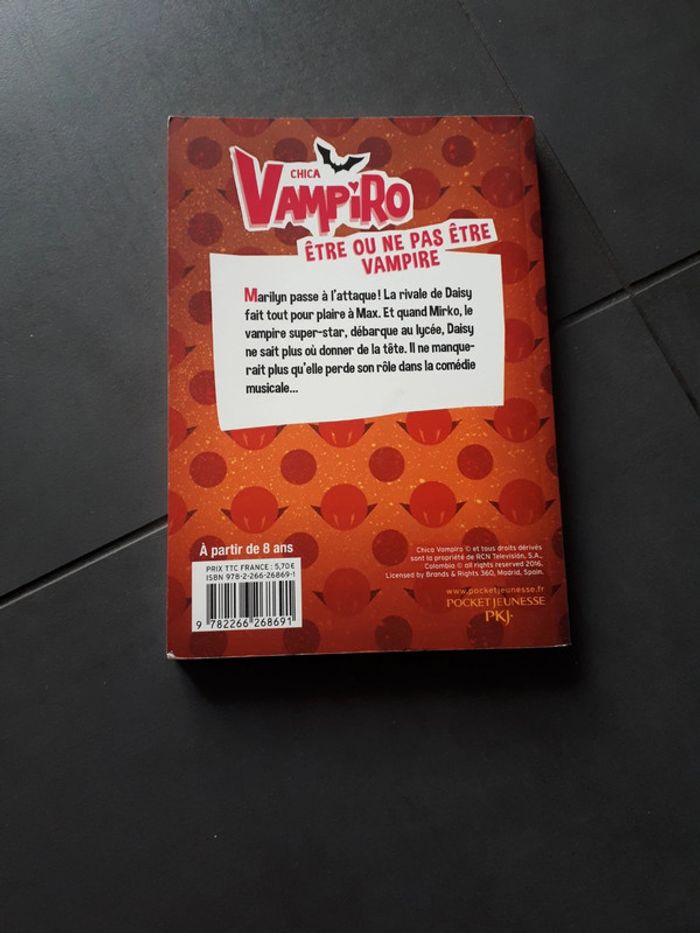 CHICA
VAMPIRO
ÊTRE OU NE PAS ÊTRE
VAMPIRE
Marilyn passe à l'attaque ! La rivale de Daisy
fait tout pour plaire à Max. Et quand Mirko, le
vampire super-star, débarque au lycée, Daisy
ne sait plus où donner de la tête. Il ne manque-
rait plus qu'elle perde son rôle dans la comédie
musicale...
À partir de 8 ans
PRIX TTC FRANCE : 5,70 €
ISBN 978-2-266-26869-1
9 782266 268691
Chica Vampiro © et tous droits dérivés
sont la propriété de RCN Televisión, S.A.,
Colombia © all rights reserved 2016.
Licensed by Brands & Rights 360, Madrid, Spain.
www.pocketjeunesse.fr
POCKET JEUNESSE
PKJ·